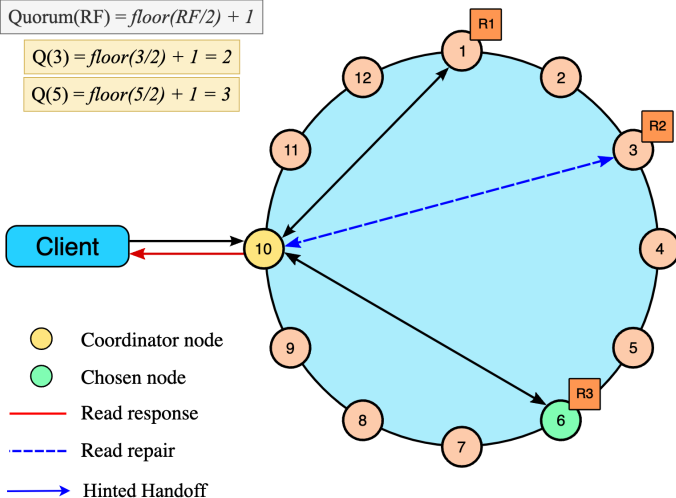 Quorum(RF) = floor(RF/2) + 1
Q(3) = floor(3/2) + 1 = 2
Q(5) = floor(5/2) + 1 = 3
R1
1
12
2
R2
11
3
Client
10
4
9
5
R3
8
6
7
Coordinator node
Chosen node
Read response
Read repair
Hinted Handoff